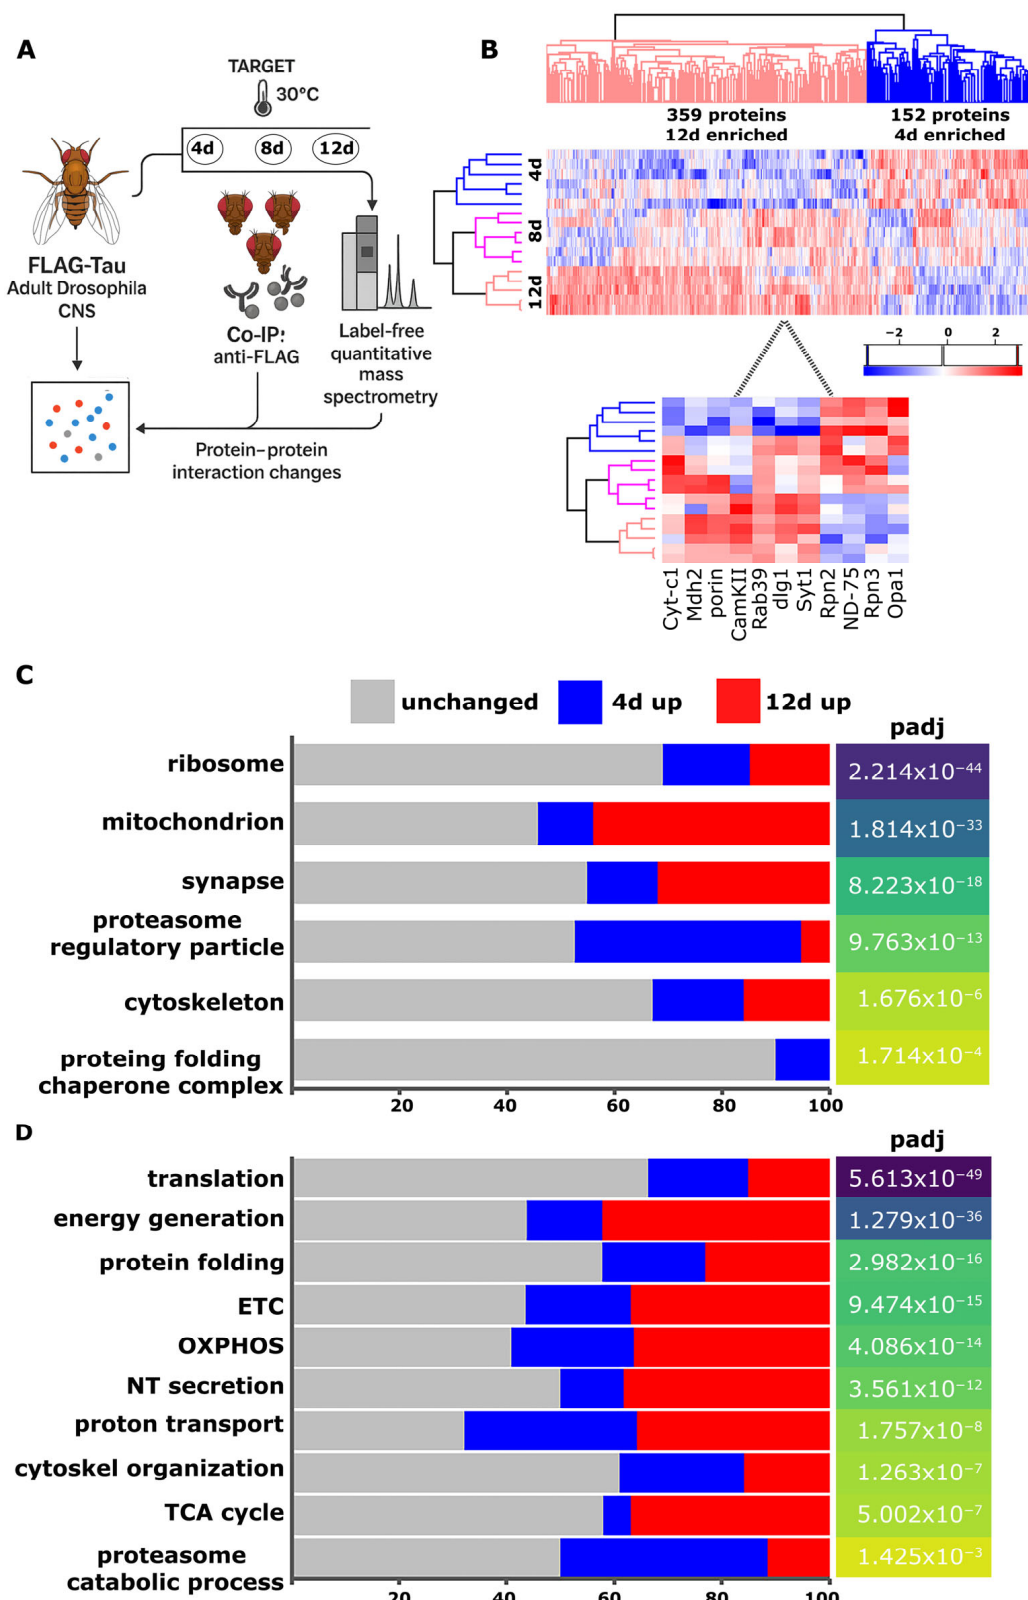 A
TARGET
30°C
4d
8d
12d
FLAG-Tau
Adult Drosophila
CNS
Co-IP:
anti-FLAG
Label-free
quantitative
mass
spectrometry
Protein-protein
interaction changes
B
359 proteins
12d enriched
152 proteins
4d enriched
4d
8d
12d
−2 0 2
Cyt-c1
Mdh2
porin
CamKII
Rab39
dlg1
Syt1
Rpn2
ND-75
Rpn3
Opa1
C
unchanged 4d up 12d up
padj
ribosome 2.214x10⁻⁴⁴
mitochondrion 1.814x10⁻³³
synapse 8.223x10⁻¹⁸
proteasome
regulatory particle 9.763x10⁻¹³
cytoskeleton 1.676x10⁻⁶
proteing folding
chaperone complex 1.714x10⁻⁴
20 40 60 80 100
D
padj
translation 5.613x10⁻⁴⁹
energy generation 1.279x10⁻³⁶
protein folding 2.982x10⁻¹⁶
ETC 9.474x10⁻¹⁵
OXPHOS 4.086x10⁻¹⁴
NT secretion 3.561x10⁻¹²
proton transport 1.757x10⁻⁸
cytoskel organization 1.263x10⁻⁷
TCA cycle 5.002x10⁻⁷
proteasome
catabolic process 1.425x10⁻³
20 40 60 80 100